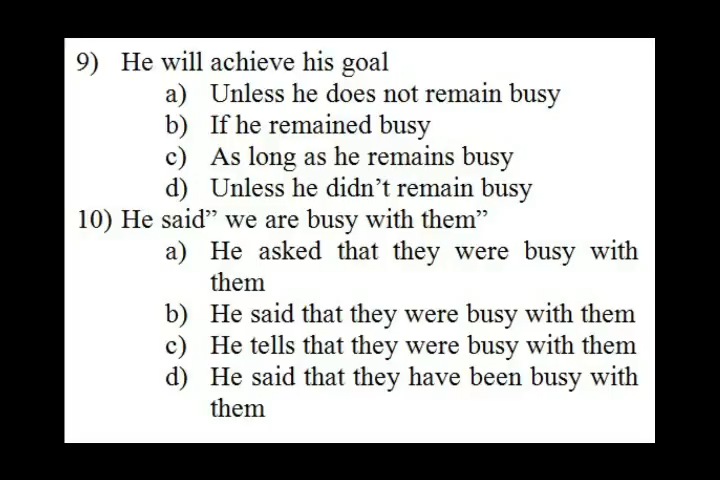 9) He will achieve his goal
a) Unless he does not remain busy
b) If he remained busy
c) As long as he remains busy
d) Unless he didn’t remain busy
10) He said” we are busy with them”
a) He asked that they were busy with
them
b) He said that they were busy with them
c) He tells that they were busy with them
d) He said that they have been busy with
them